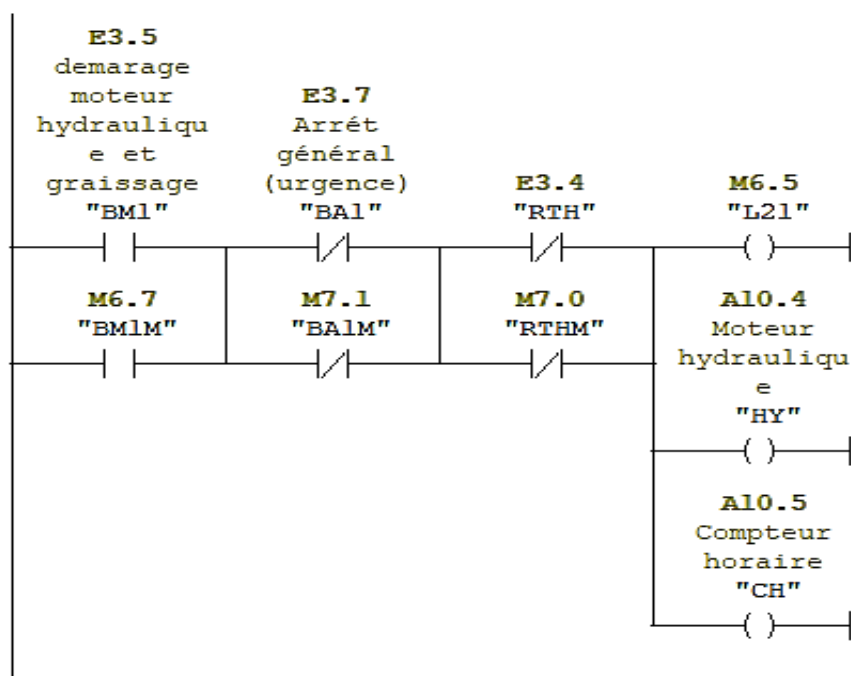 E3.5
demarage
moteur
hydrauliqu
e et
graissage
"BM1"
E3.7
Arrét
général
(urgence)
"BA1"
E3.4
"RTH"
M6.5
"L21"
M6.7
"BM1M"
M7.1
"BA1M"
M7.0
"RTHM"
A10.4
Moteur
hydrauliqu
e
"HY"
A10.5
Compteur
horaire
"CH"